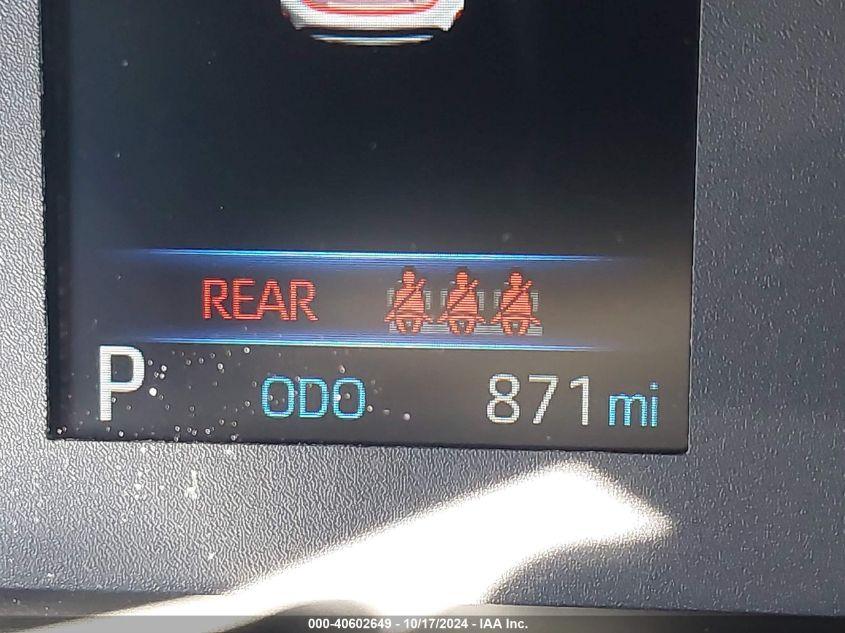 REAR
P ODO 871 mi
000-40602649 - 10/17/2024 - IAA Inc.